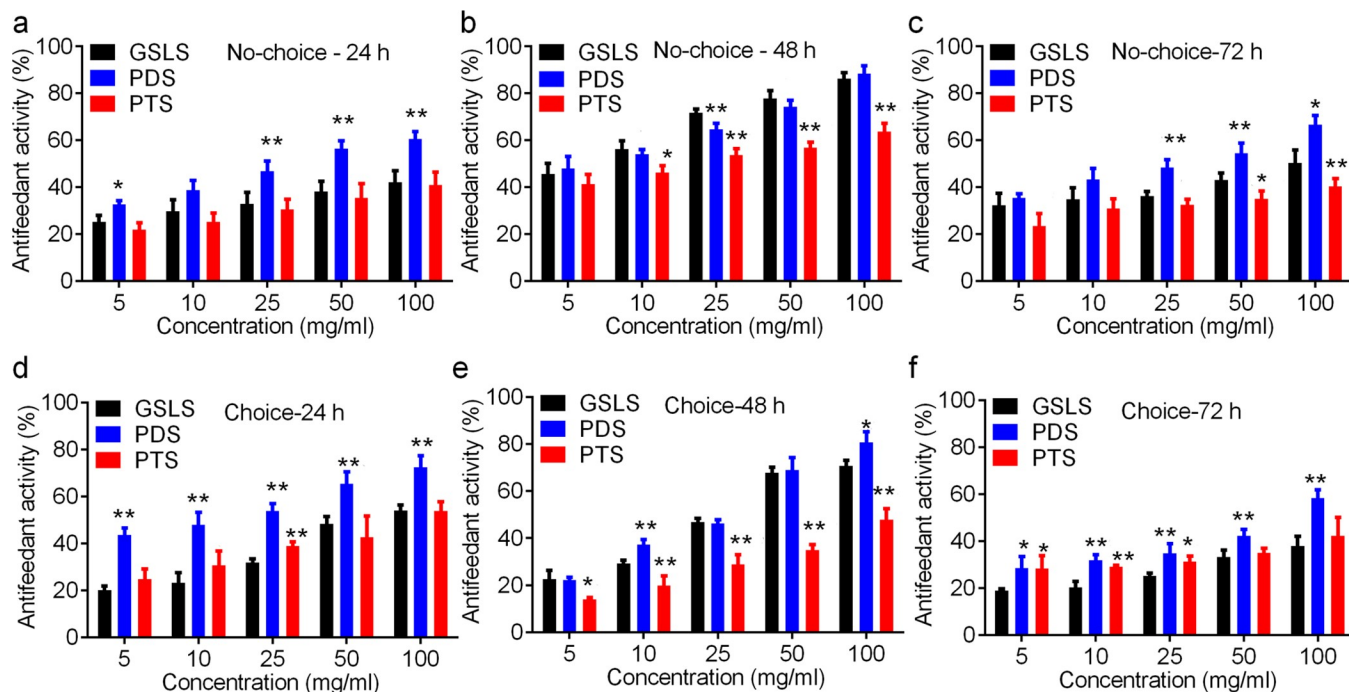 a
No-choice - 24 h
GSLS
PDS
PTS
Antifeedant activity (%)
100
80
60
40
20
0
*
**
**
**
5 10 25 50 100
Concentration (mg/ml)
b
No-choice - 48 h
GSLS
PDS
PTS
Antifeedant activity (%)
100
80
60
40
20
0
*
**
**
**
**
5 10 25 50 100
Concentration (mg/ml)
c
No-choice-72 h
GSLS
PDS
PTS
Antifeedant activity (%)
100
80
60
40
20
0
**
**
*
*
**
5 10 25 50 100
Concentration (mg/ml)
d
Choice-24 h
GSLS
PDS
PTS
Antifeedant activity (%)
100
80
60
40
20
0
**
**
**
**
**
**
5 10 25 50 100
Concentration (mg/ml)
e
Choice-48 h
GSLS
PDS
PTS
Antifeedant activity (%)
100
80
60
40
20
0
*
**
**
**
**
*
**
5 10 25 50 100
Concentration (mg/ml)
f
Choice-72 h
GSLS
PDS
PTS
Antifeedant activity (%)
100
80
60
40
20
0
* *
** **
** *
**
**
5 10 25 50 100
Concentration (mg/ml)